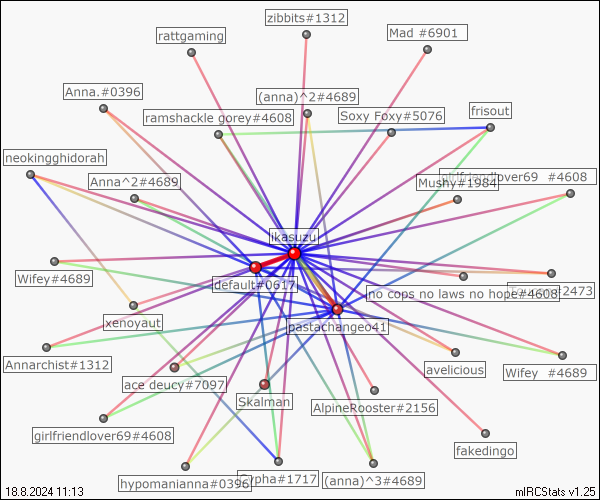 zibbits#1312
rattgaming
Mad #6901
Anna.#0396
(anna)^2#4689
frisout
ramshackle gorey#4608
Soxy Foxy#5076
neokingghidorah
Anna^2#4689
Mushy#1984
#4608
ikasuzu
Wifey#4689
default#0617
no cops no laws no hope#4608
2473
xenoyaut
pastachangeo41
Annarchist#1312
ace deucy#7097
avelicious
Wifey #4689
Skalman
AlpineRooster#2156
girlfriendlover69#4608
fakedingo
hypomanianna#0396
Cypha#1717
(anna)^3#4689
18.8.2024 11:13
mIRCStats v1.25